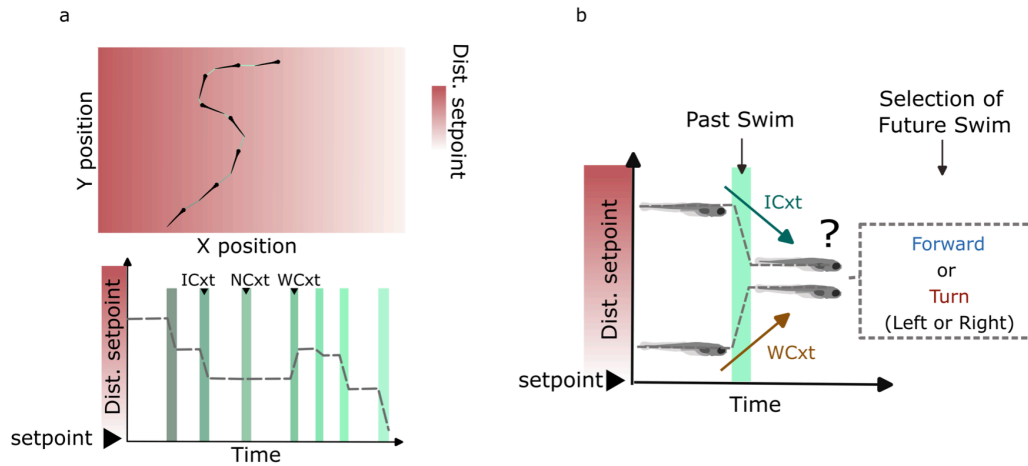 a
Y position
Dist. setpoint
X position
ICxt NCxt WCxt
Dist. setpoint
setpoint
Time
b
Past Swim
Selection of
Future Swim
ICxt
?
Dist. setpoint
Forward
or
Turn
(Left or Right)
WCxt
setpoint
Time